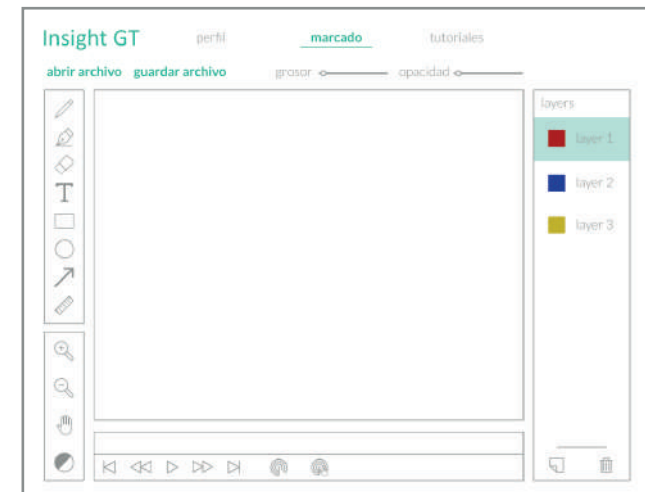 Insight GT perfil marcado tutoriales
abrir archivo guardar archivo grosor opacidad
layers
layer 1
T
layer 2
layer 3